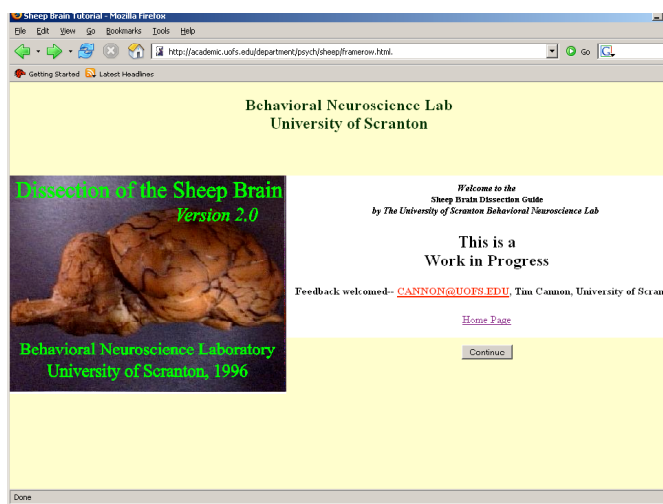 Sheep Brain Tutorial - Mozilla Firefox
File Edit View Go Bookmarks Tools Help
http://academic.uofs.edu/department/psych/sheep/framerow.html. Go
Getting Started Latest Headlines
Behavioral Neuroscience Lab
University of Scranton
Dissection of the Sheep Brain
Version 2.0
Behavioral Neuroscience Laboratory
University of Scranton, 1996
Welcome to the
Sheep Brain Dissection Guide
by The University of Scranton Behavioral Neuroscience Lab
This is a
Work in Progress
Feedback welcomed-- CANNON@UOFS.EDU, Tim Cannon, University of Scran
Home Page
Continue
Done